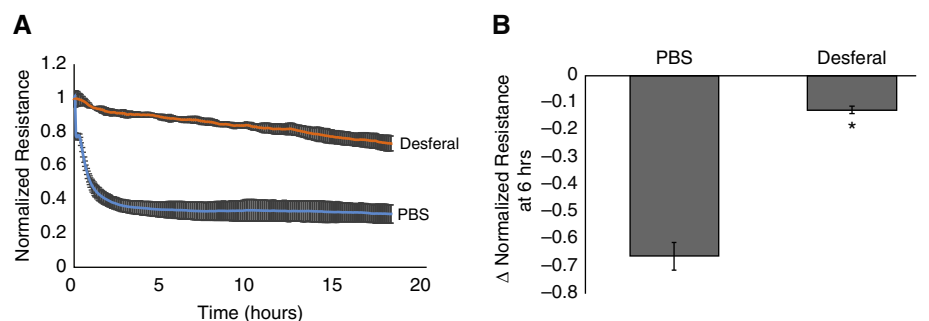 A
Normalized Resistance
1.2
1
0.8
0.6
0.4
0.2
0
0 5 10 15 20
Time (hours)
Desferal
PBS
B
PBS Desferal
Δ Normalized Resistance
at 6 hrs
0
–0.1
–0.2
–0.3
–0.4
–0.5
–0.6
–0.7
–0.8
*